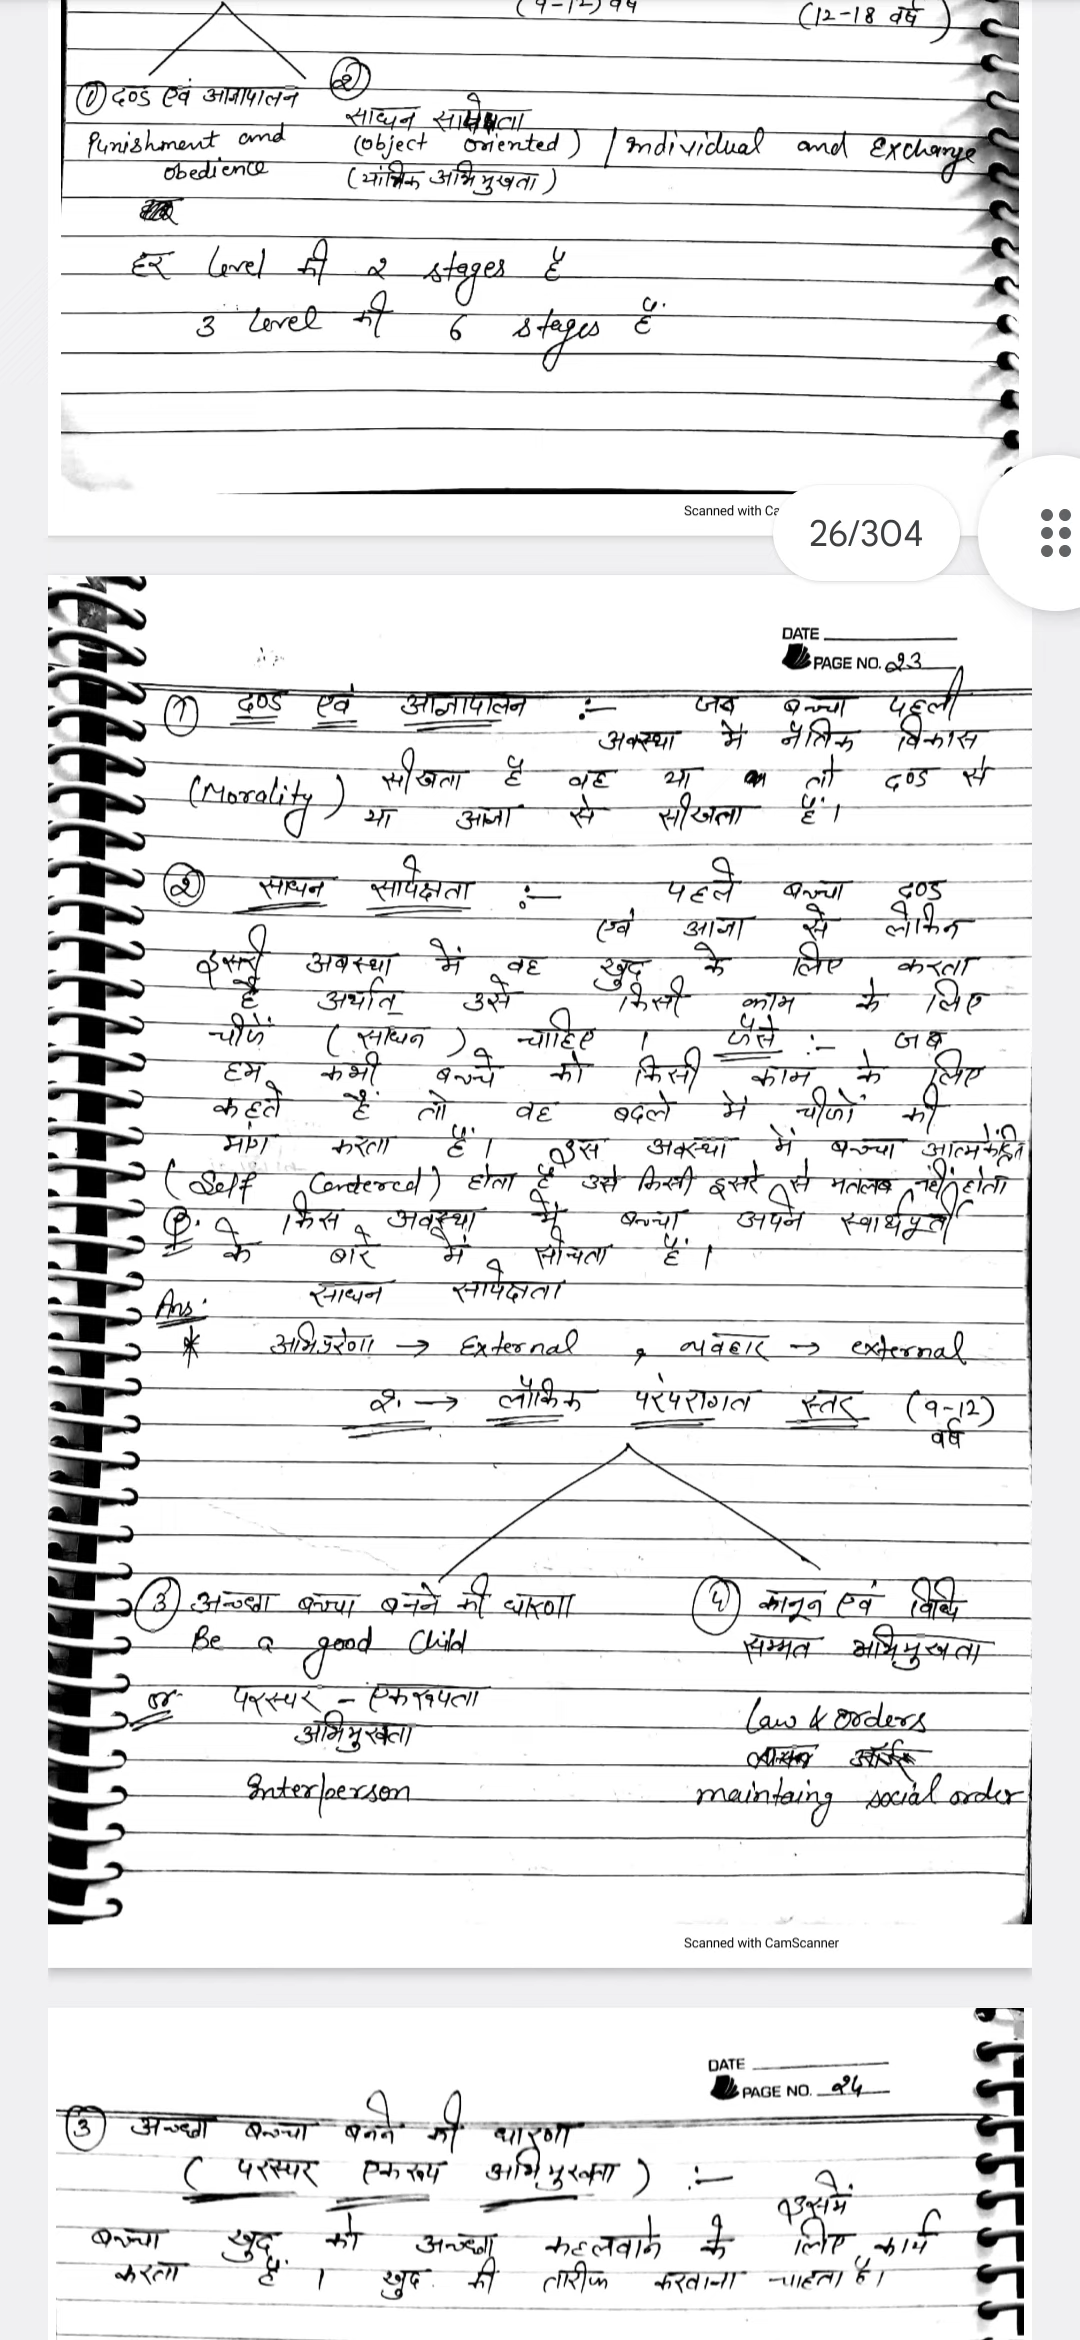 (12-18 वर्ष)
① दण्ड एवं आज्ञापालन
Punishment and
obedience
②
साधन सापेक्षता
(object oriented) / Individual and Exchange
(यांत्रिक अभिमुखता)
हर level की 2 stages है
3 level की 6 stages हैं
Scanned with Ca
26/304
DATE
PAGE NO. 23
① दण्ड एवं आज्ञापालन :- जब बच्चा पहली
अवस्था में नैतिक विकास
(Morality) सीखता है वह या तो दण्ड से
या आज्ञा से सीखता है।
② साधन सापेक्षता :- पहले बच्चा दण्ड
एवं आज्ञा से लेकिन
दुसरी अवस्था में वह खुद के लिए करता
है अर्थात् उसे किसी काम के लिए
चीजें (साधन) चाहिए । जैसे :- जब
हम कभी बच्चे को किसी काम के लिए
कहते हैं तो वह बदले में चीजों की
मांग करता है। इस अवस्था में बच्चा आत्मकेंद्रित
(Self Centered) होता है उसे किसी दुसरे से मतलब नहीं होता
Q. किस अवस्था में बच्चा अपने स्वार्थपूर्ती
के बारे में सोचता है।
Ans. साधन सापेक्षता
* अभिप्रेरणा → External , व्यवहार → external
2. → लौकिक परंपरागत स्तर (9-12)
वर्ष
③ अच्छा बच्चा बनने की धारणा
Be a good Child
or परस्पर - एकरूपता
अभिमुखता
Interperson
④ कानून एवं विधि
सम्मत अभिमुखता
Law & orders
maintaing social order
Scanned with CamScanner
DATE
PAGE NO. 24
③ अच्छा बच्चा बनने की धारणा
(परस्पर एकरूप अभिमुखता) :-
इसमें
बच्चा खुद को अच्छा कहलवाने के लिए कार्य
करता है । खुद की तारीफ करवाना चाहता है।